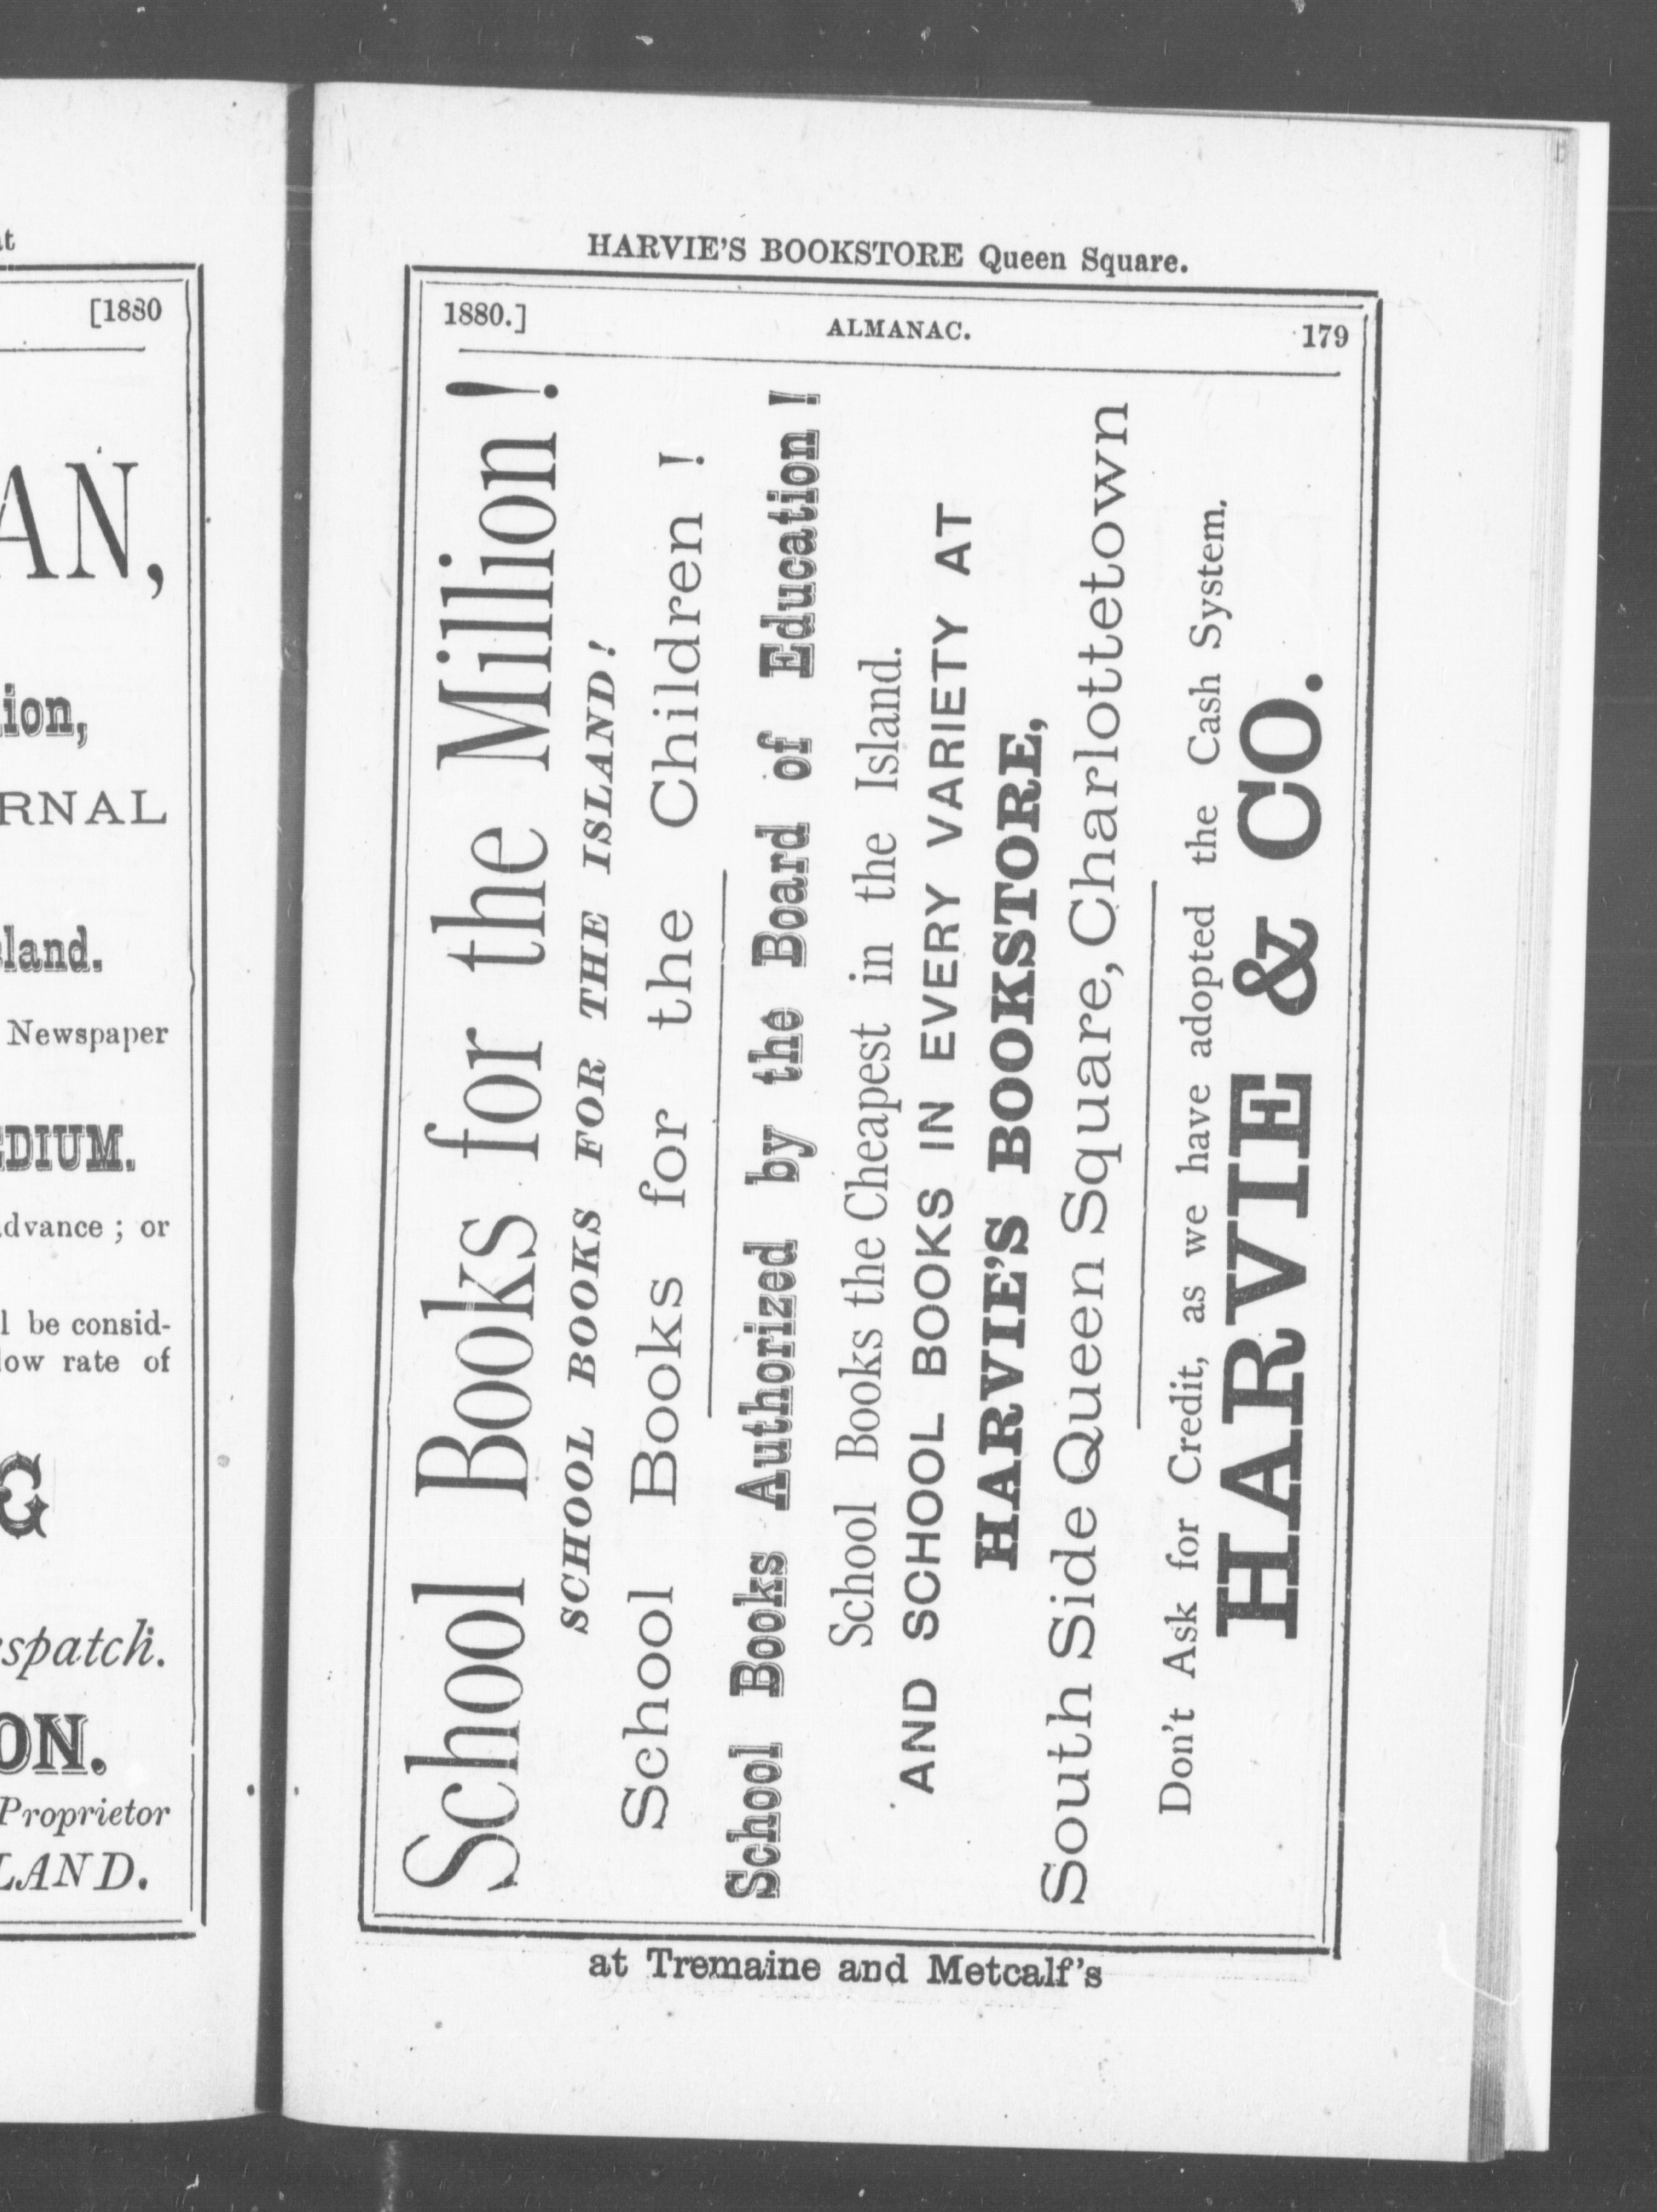 at
[1880
AN,
ion,
RNAL
sland.
Newspaper
EDIUM.
advance ; or
l be consid-
low rate of
spatch.
ON.
Proprietor
LAND.
HARVIE'S BOOKSTORE Queen Square.
1880.] ALMANAC. 179
School Books for the Million !
SCHOOL BOOKS FOR THE ISLAND!
School Books for the Children !
School Books Authorized by the Board of Education !
School Books the Cheapest in the Island.
AND SCHOOL BOOKS IN EVERY VARIETY AT
HARVIE'S BOOKSTORE,
South Side Queen Square, Charlottetown
Don't Ask for Credit, as we have adopted the Cash System.
HARVIE & CO.
at Tremaine and Metcalf's